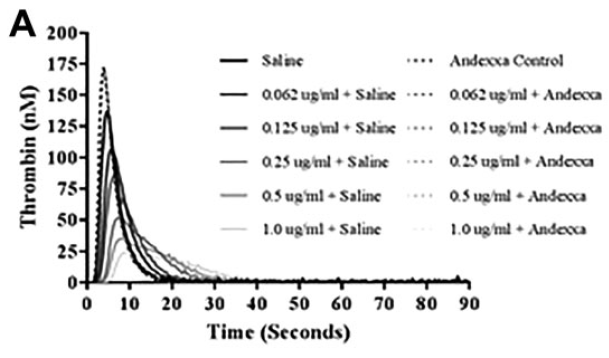 A
200
175
150
125
100
75
50
25
0
Thrombin (nM)
0 10 20 30 40 50 60 70 80 90
Time (Seconds)
Saline
0.062 ug/ml + Saline
0.125 ug/ml + Saline
0.25 ug/ml + Saline
0.5 ug/ml + Saline
1.0 ug/ml + Saline
Andexxa Control
0.062 ug/ml + Andexxa
0.125 ug/ml + Andexxa
0.25 ug/ml + Andexxa
0.5 ug/ml + Andexxa
1.0 ug/ml + Andexxa